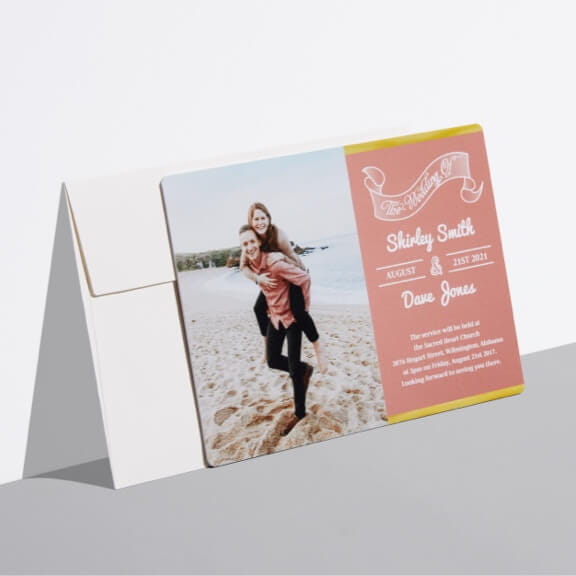 The Wedding Of
Shirley Smith
AUGUST & 21ST 2021
Dave Jones
The service will be held at
the Sacred Heart Church
3876 Hogart Street, Wilmington, Alabama
at 3pm on Friday, August 21st 2017.
Looking forward to seeing you there.